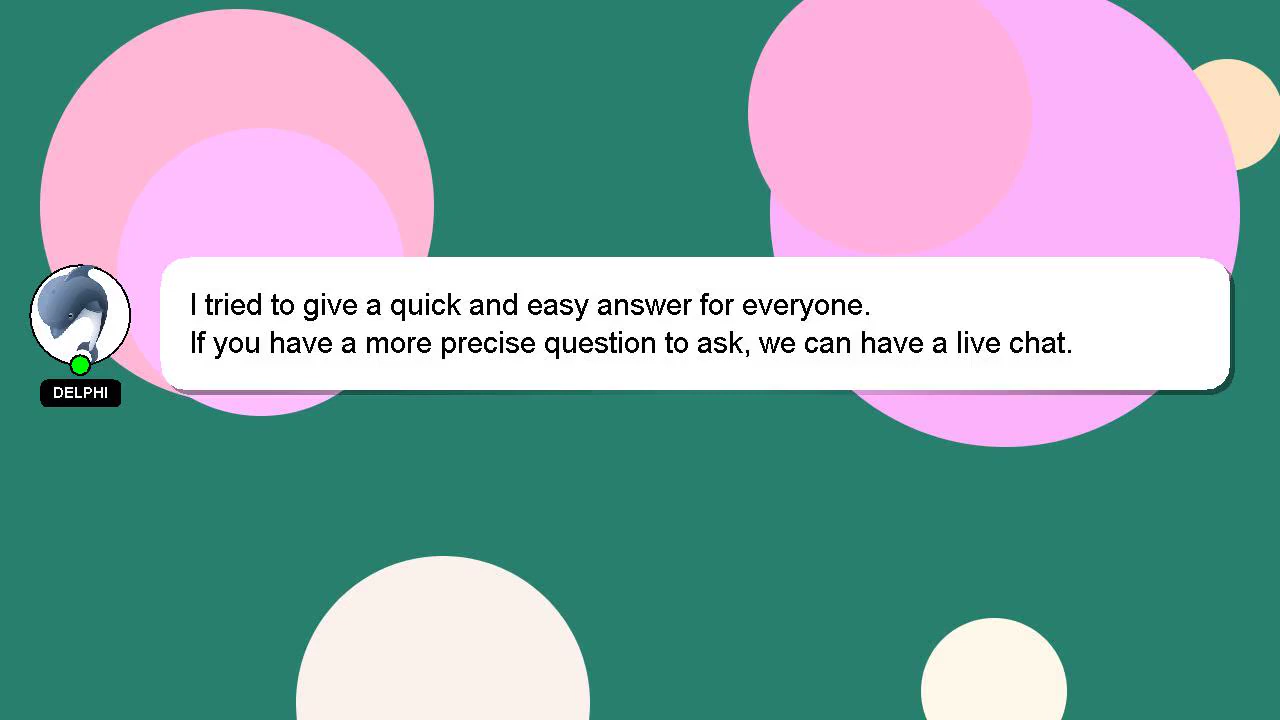 I tried to give a quick and easy answer for everyone.
If you have a more precise question to ask, we can have a live chat.
DELPHI